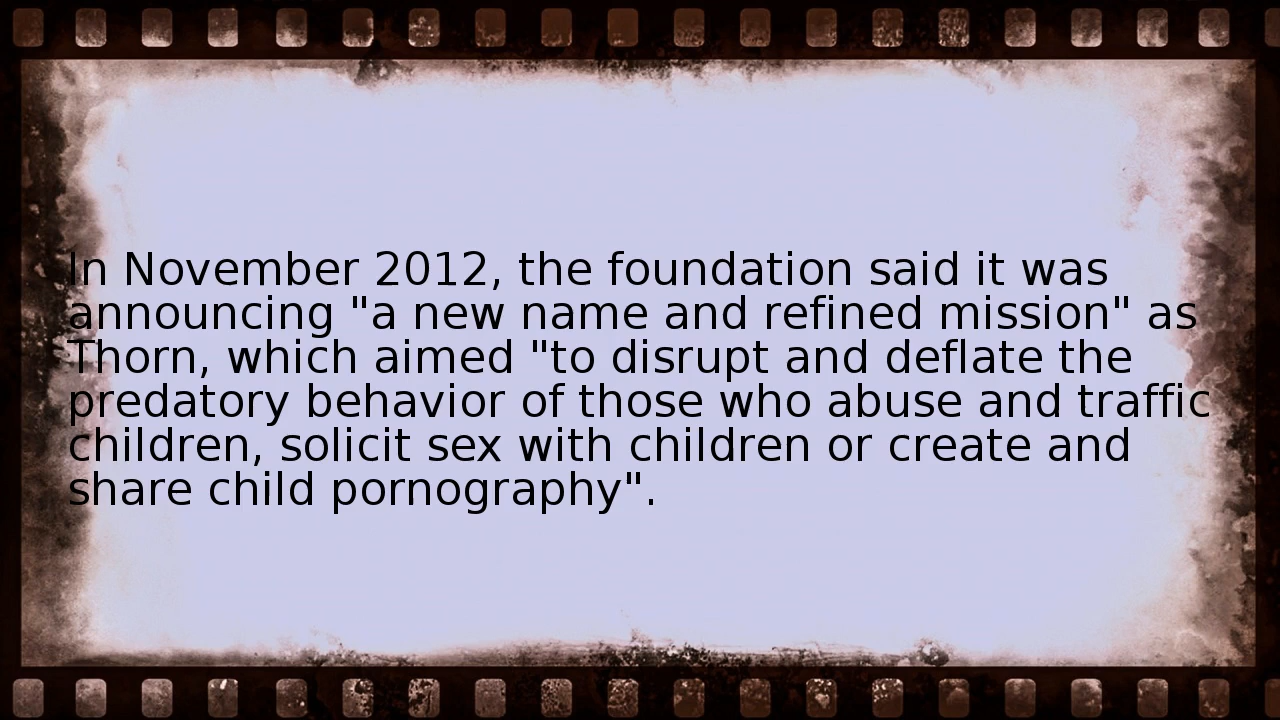 In November 2012, the foundation said it was
announcing "a new name and refined mission" as
Thorn, which aimed "to disrupt and deflate the
predatory behavior of those who abuse and traffic
children, solicit sex with children or create and
share child pornography".